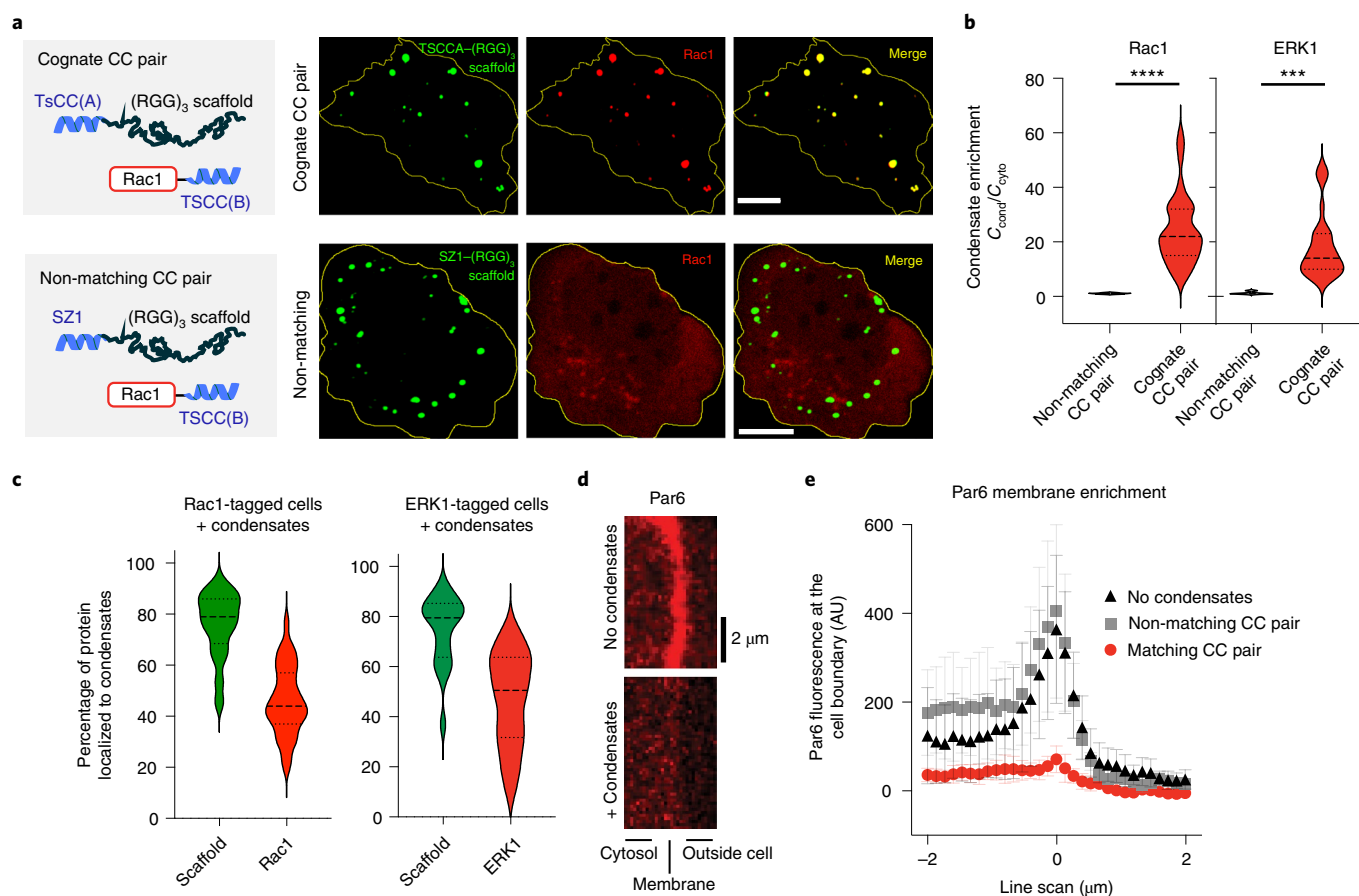 a
Cognate CC pair
TsCC(A)
(RGG)3 scaffold
Rac1
TSCC(B)
Cognate CC pair
TSCCA–(RGG)3
scaffold
Rac1
Merge
Non-matching CC pair
SZ1
(RGG)3 scaffold
Rac1
TSCC(B)
Non-matching
SZ1–(RGG)3
scaffold
Rac1
Merge
b
Rac1
ERK1
****
***
Condensate enrichment
Ccond/Ccyto
80
60
40
20
0
Non-matching
CC pair
Cognate
CC pair
Non-matching
CC pair
Cognate
CC pair
c
Rac1-tagged cells
+ condensates
ERK1-tagged cells
+ condensates
Percentage of protein
localized to condensates
100
80
60
40
20
0
Scaffold
Rac1
100
80
60
40
20
0
Scaffold
ERK1
d
Par6
No condensates
+ Condensates
2 μm
Cytosol
Outside cell
Membrane
e
Par6 membrane enrichment
Par6 fluorescence at the
cell boundary (AU)
600
400
200
0
No condensates
Non-matching CC pair
Matching CC pair
–2
0
2
Line scan (μm)